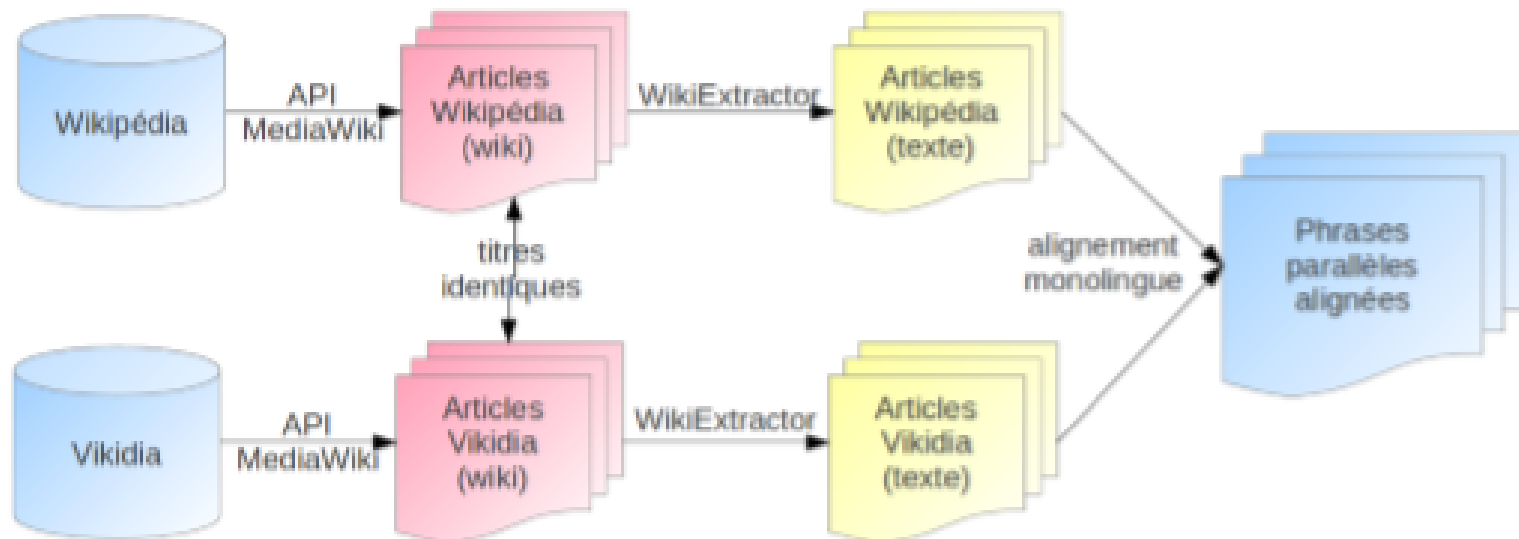 Wikipédia
API
MediaWiki
Articles
Wikipédia
(wiki)
WikiExtractor
Articles
Wikipédia
(texte)
titres
identiques
alignement
monolingue
Phrases
parallèles
alignées
Vikidia
API
MediaWiki
Articles
Vikidia
(wiki)
WikiExtractor
Articles
Vikidia
(texte)